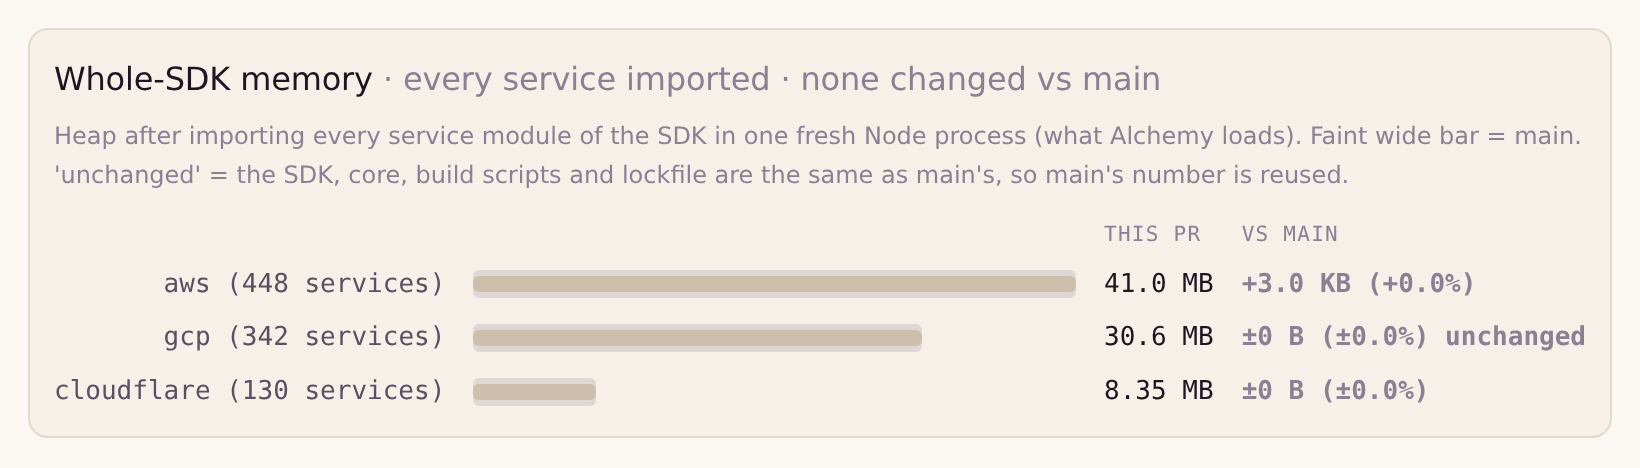 Whole-SDK memory · every service imported · none changed vs main
Heap after importing every service module of the SDK in one fresh Node process (what Alchemy loads). Faint wide bar = main.
'unchanged' = the SDK, core, build scripts and lockfile are the same as main's, so main's number is reused.
THIS PR VS MAIN
aws (448 services) 41.0 MB +3.0 KB (+0.0%)
gcp (342 services) 30.6 MB ±0 B (±0.0%) unchanged
cloudflare (130 services) 8.35 MB ±0 B (±0.0%)